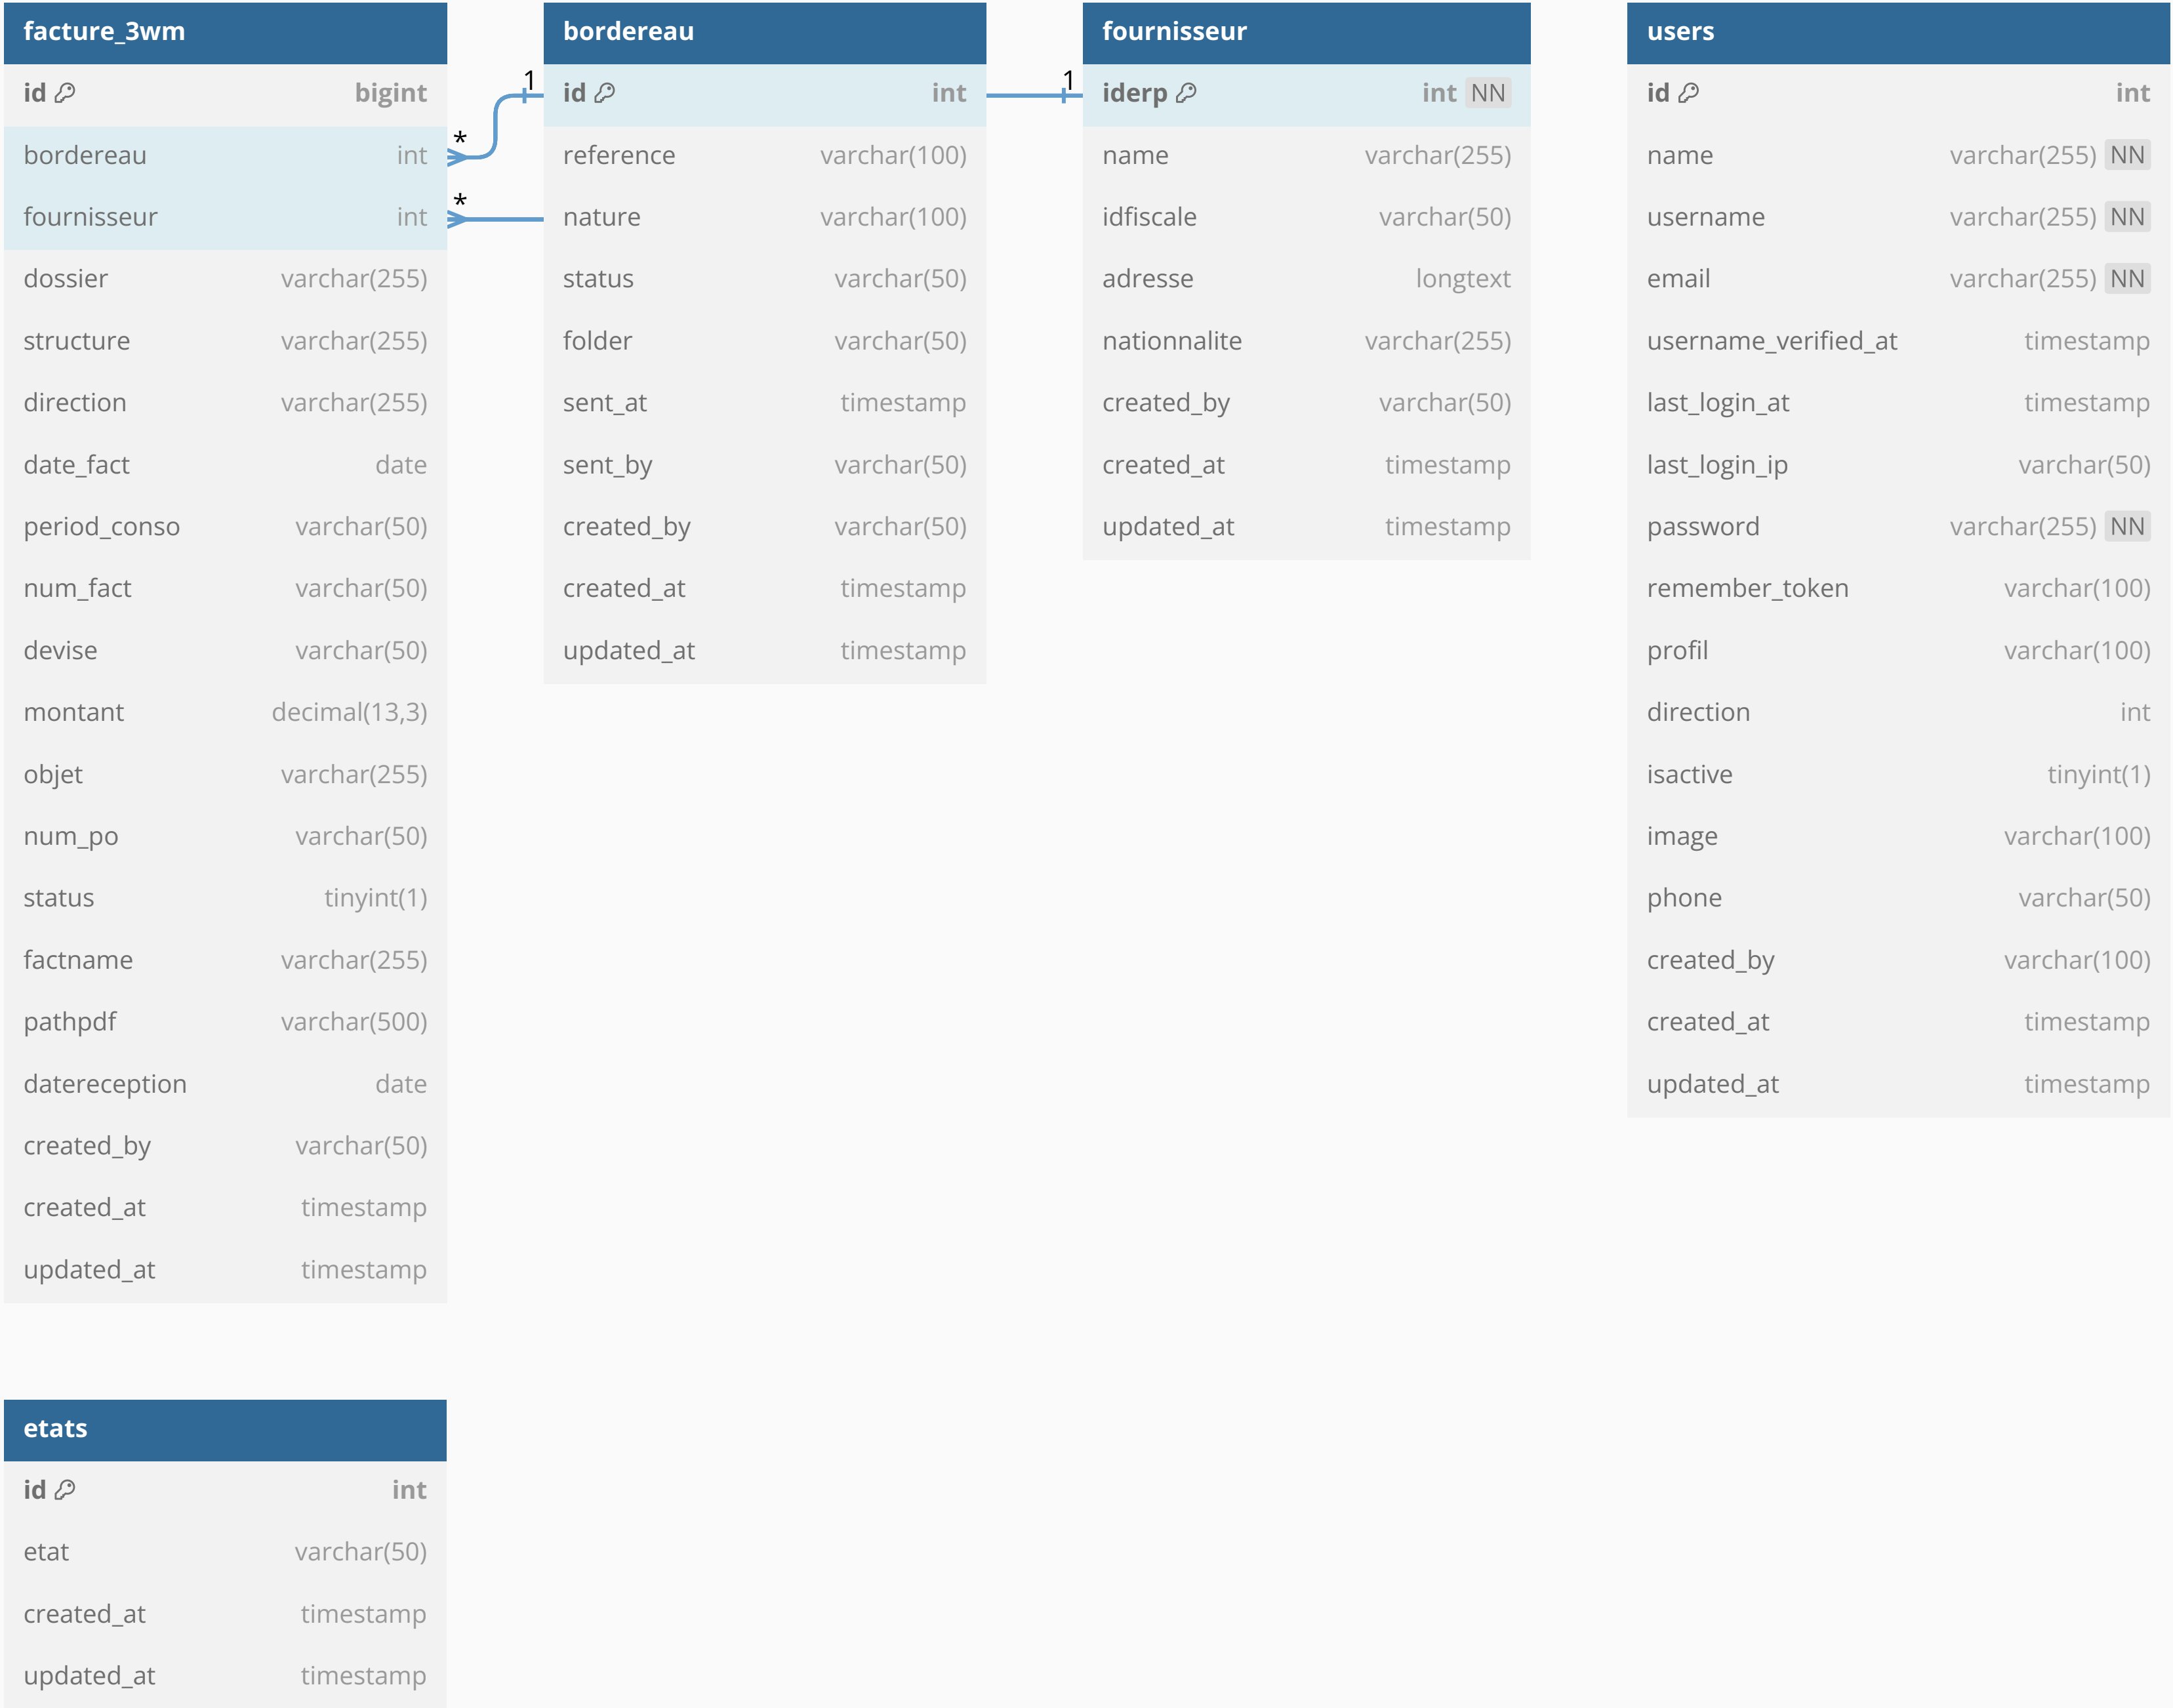 facture_3wm
id bigint
bordereau int
fournisseur int
dossier varchar(255)
structure varchar(255)
direction varchar(255)
date_fact date
period_conso varchar(50)
num_fact varchar(50)
devise varchar(50)
montant decimal(13,3)
objet varchar(255)
num_po varchar(50)
status tinyint(1)
factname varchar(255)
pathpdf varchar(500)
datereception date
created_by varchar(50)
created_at timestamp
updated_at timestamp
*
*
1
bordereau
id int
reference varchar(100)
nature varchar(100)
status varchar(50)
folder varchar(50)
sent_at timestamp
sent_by varchar(50)
created_by varchar(50)
created_at timestamp
updated_at timestamp
1
fournisseur
iderp int NN
name varchar(255)
idfiscale varchar(50)
adresse longtext
nationnalite varchar(255)
created_by varchar(50)
created_at timestamp
updated_at timestamp
users
id int
name varchar(255) NN
username varchar(255) NN
email varchar(255) NN
username_verified_at timestamp
last_login_at timestamp
last_login_ip varchar(50)
password varchar(255) NN
remember_token varchar(100)
profil varchar(100)
direction int
isactive tinyint(1)
image varchar(100)
phone varchar(50)
created_by varchar(100)
created_at timestamp
updated_at timestamp
etats
id int
etat varchar(50)
created_at timestamp
updated_at timestamp